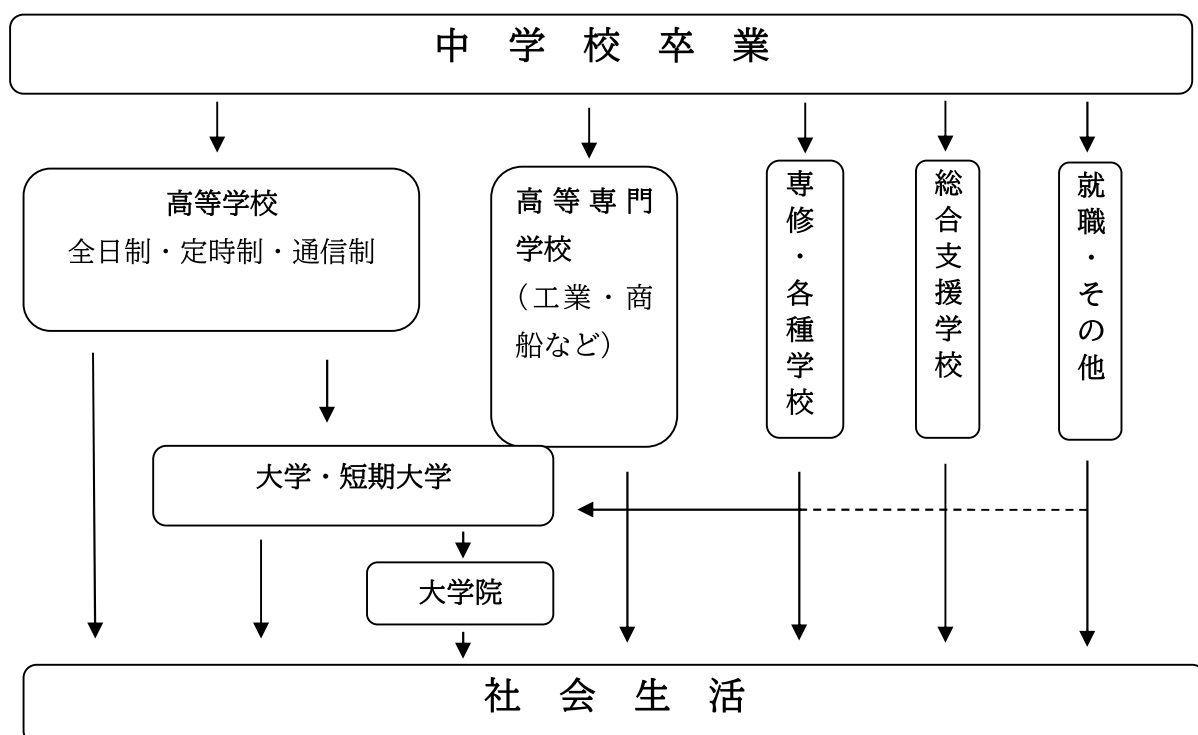 中　学　校　卒　業
高等学校
全日制・定時制・通信制
高等専門
学校
（工業・商
船など）
専修・各種学校
総合支援学校
就職・その他
大学・短期大学
大学院
社　会　生　活